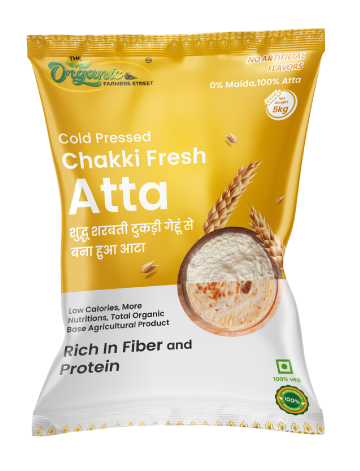 THE
Organic
FARMERS STREET
NO ARTIFICIAL
FLAVORS
0% Maida,100% Atta
Net
Weight
5kg
Cold Pressed
Chakki Fresh
Atta
शुद्ध शरबती टुकड़ी गेहूं से
बना हुआ आटा
Low Calories, More
Nutritions, Total Organic
Base Agricultural Product
Rich In Fiber and
Protein
100% VEG
100%